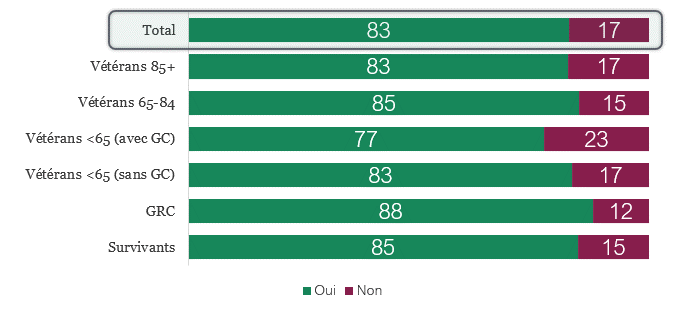 Total 83 17
Vétérans 85+ 83 17
Vétérans 65-84 85 15
Vétérans <65 (avec GC) 77 23
Vétérans <65 (sans GC) 83 17
GRC 88 12
Survivants 85 15
Oui Non